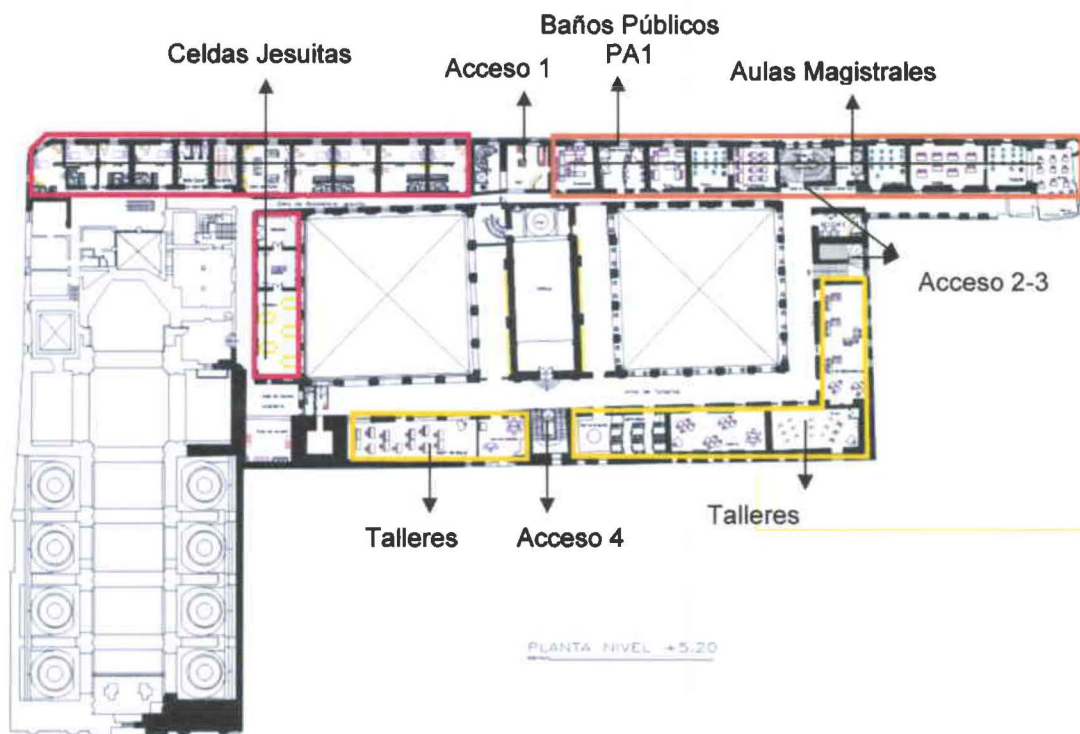 Baños Públicos
PA1
Celdas Jesuitas
Acceso 1
Aulas Magistrales
Acceso 2-3
Talleres
Acceso 4
Talleres
PLANTA NIVEL +5.20